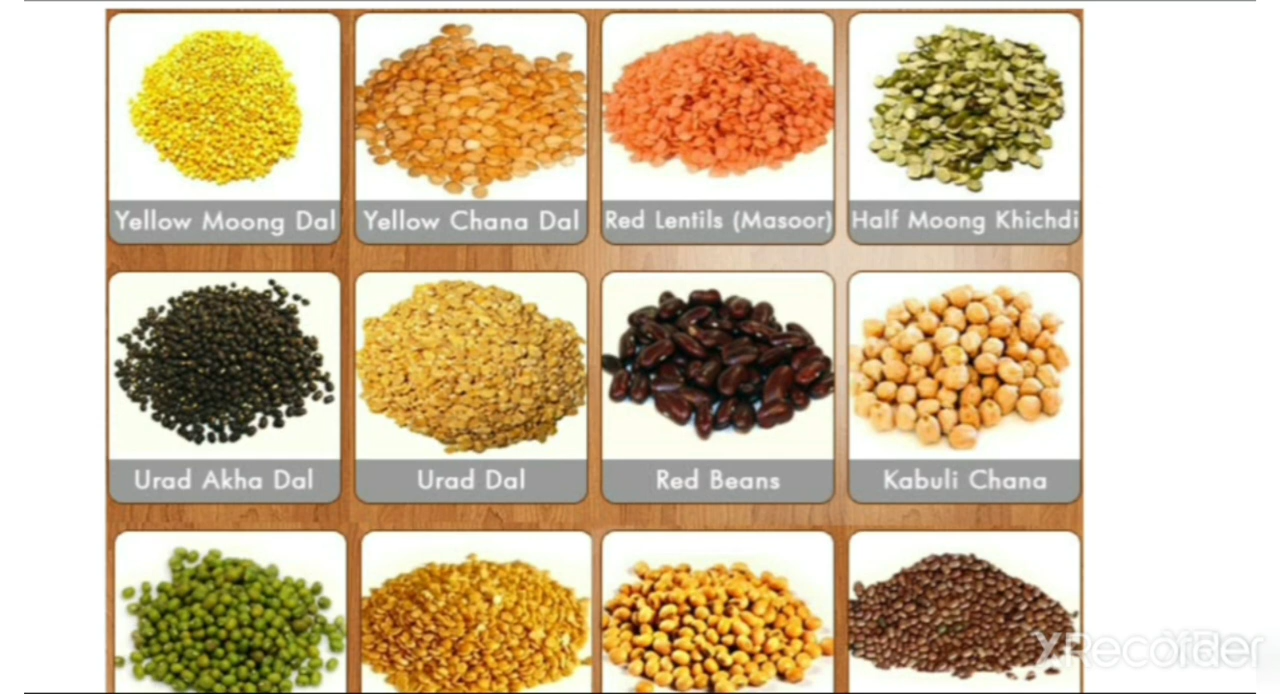 Yellow Moong Dal
Yellow Chana Dal
Red Lentils (Masoor)
Half Moong Khichdi
Urad Akha Dal
Urad Dal
Red Beans
Kabuli Chana
XRecorder